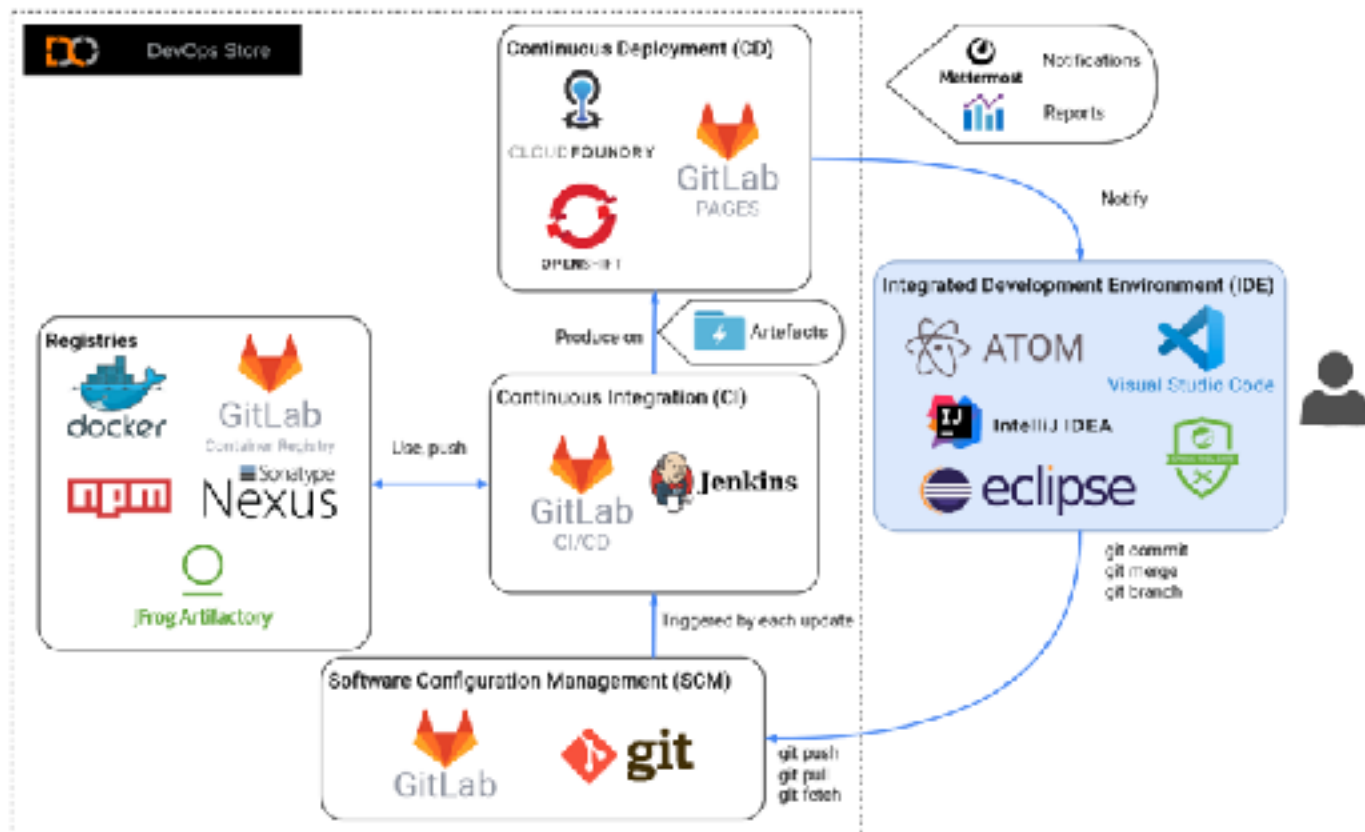 DevOps Store
Continuous Deployment (CD)
CLOUD FOUNDRY
GitLab
PAGES
OPENSHIFT
Mattermost
Notifications
Reports
Notify
Integrated Development Environment (IDE)
ATOM
Visual Studio Code
IJ
IntelliJ IDEA
eclipse
Produce on
Artefacts
Registries
docker
GitLab
Container Registry
npm
Sonatype
Nexus
JFrog Artifactory
Use, push
Continuous Integration (CI)
GitLab
CI/CD
Jenkins
git commit
git merge
git branch
Triggered by each update
Software Configuration Management (SCM)
GitLab
git
git push
git pull
git fetch